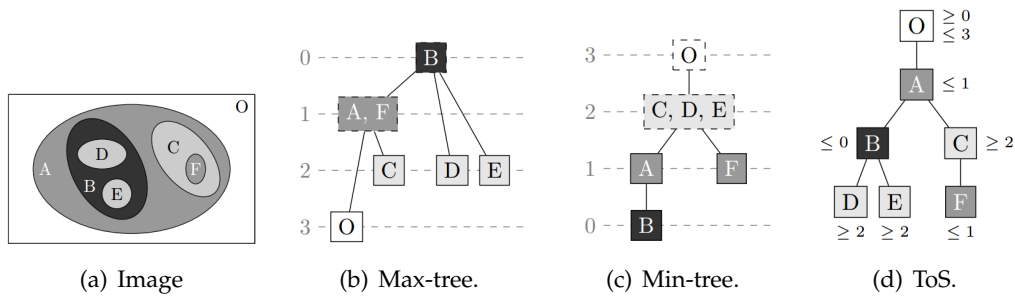 O
A
B
C
D
E
F
(a) Image
0
1
2
3
B
A, F
C
D
E
O
(b) Max-tree.
3
2
1
0
O
C, D, E
A
F
B
(c) Min-tree.
O
≥ 0
≤ 3
A
≤ 1
≤ 0
B
C
≥ 2
D
E
F
≥ 2
≥ 2
≤ 1
(d) ToS.